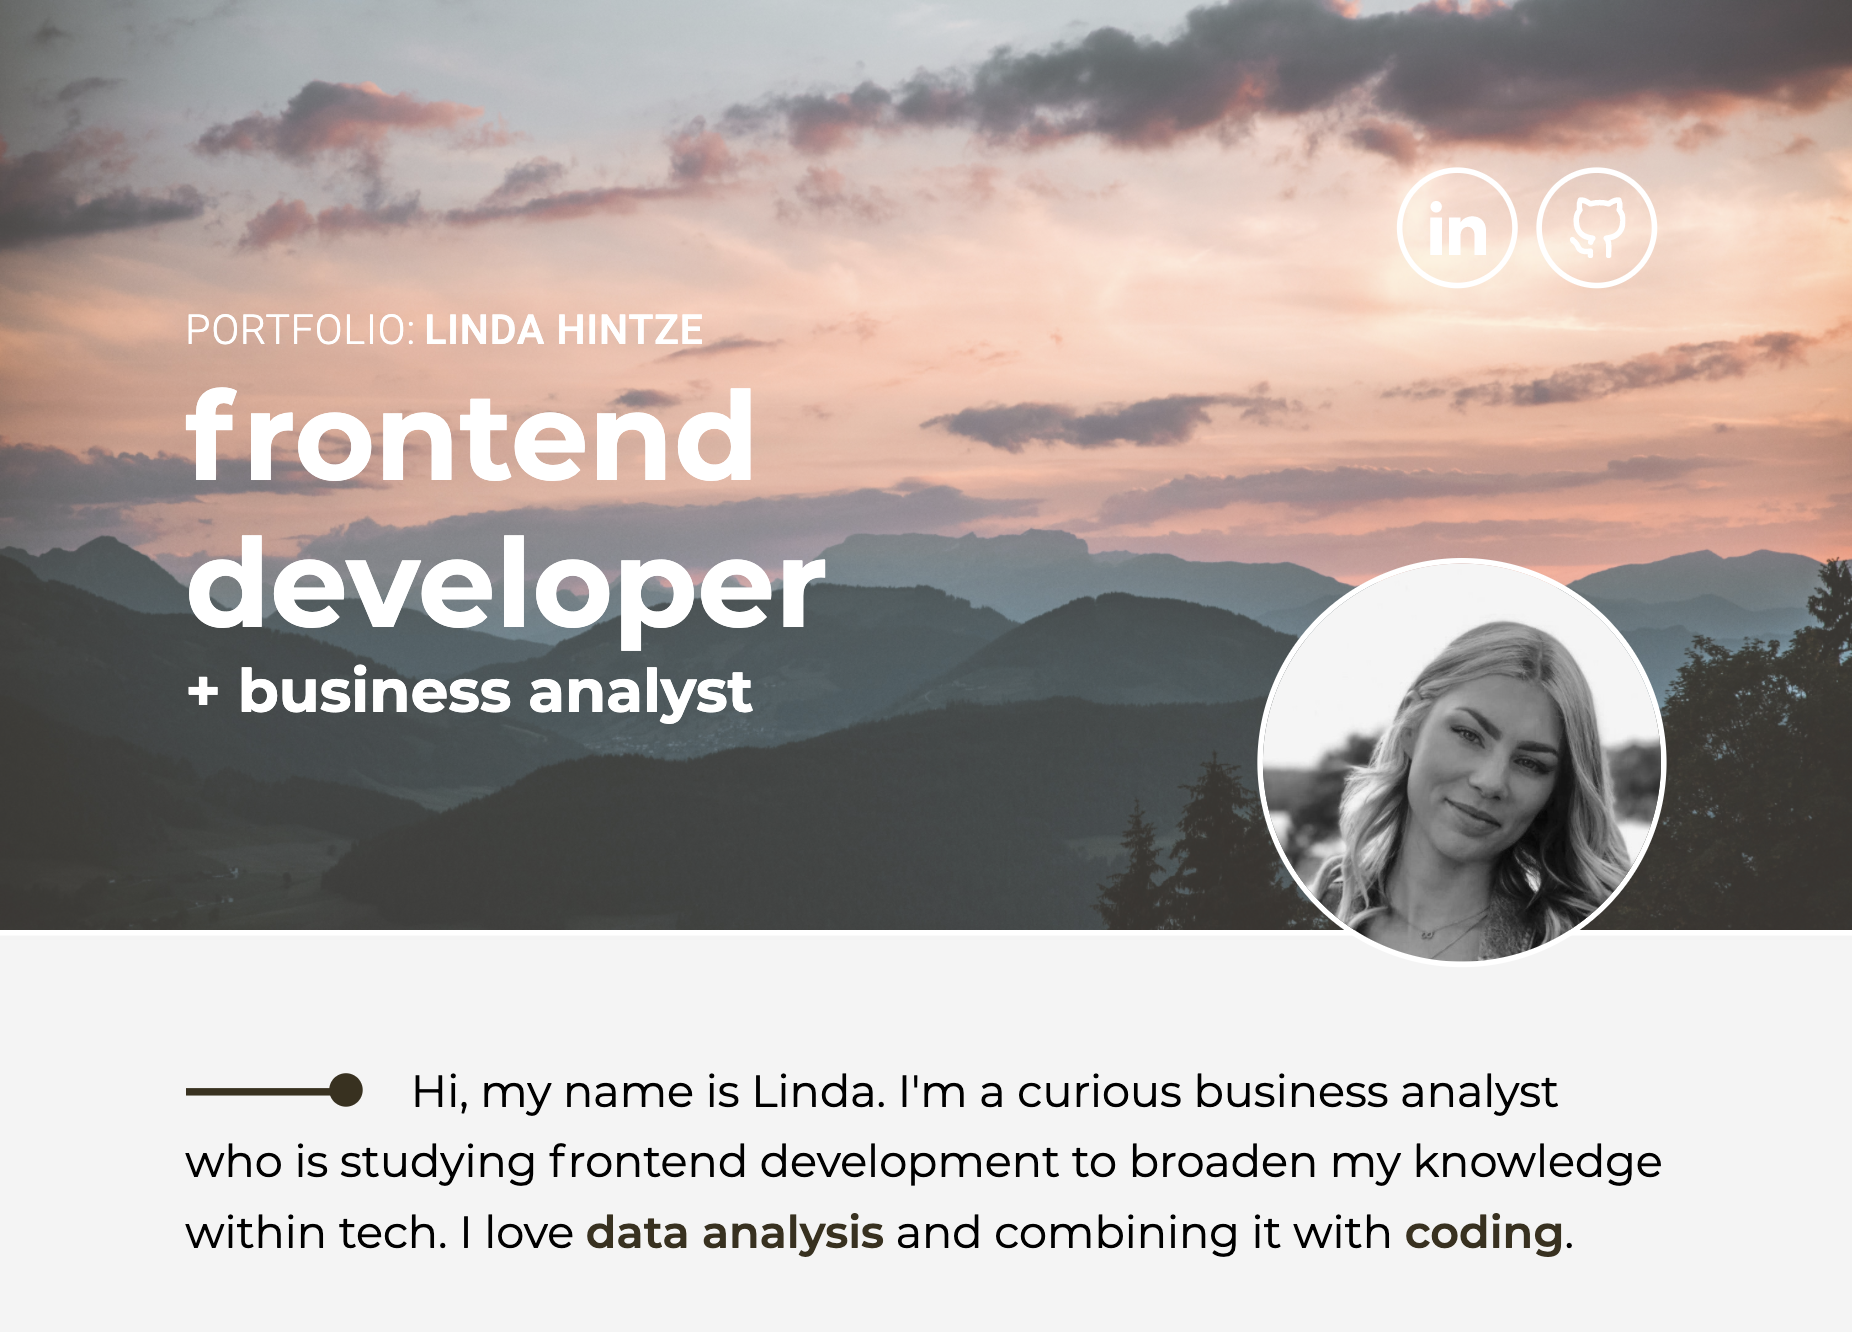 in
PORTFOLIO: LINDA HINTZE
frontend
developer
+ business analyst
Hi, my name is Linda. I'm a curious business analyst
who is studying frontend development to broaden my knowledge
within tech. I love data analysis and combining it with coding.